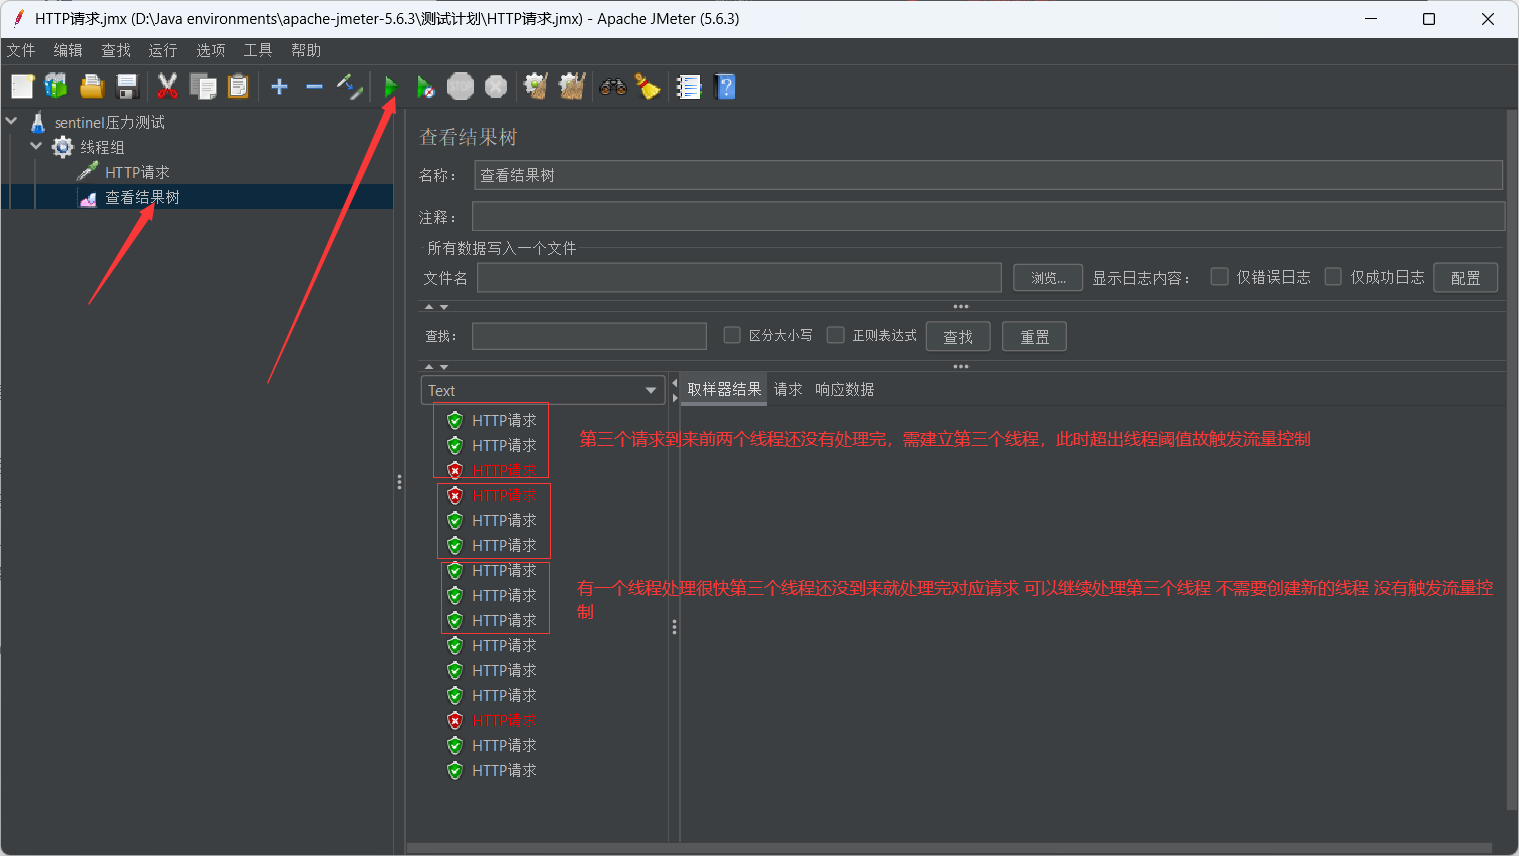 HTTP请求.jmx (D:\Java environments\apache-jmeter-5.6.3\测试计划\HTTP请求.jmx) - Apache JMeter (5.6.3)
文件 编辑 查找 运行 选项 工具 帮助
STOP
sentinel压力测试
线程组
HTTP请求
查看结果树
查看结果树
名称： 查看结果树
注释：
所有数据写入一个文件
文件名 浏览... 显示日志内容： 仅错误日志 仅成功日志 配置
查找： 区分大小写 正则表达式 查找 重置
Text
取样器结果 请求 响应数据
HTTP请求
HTTP请求
HTTP请求
第三个请求到来前两个线程还没有处理完，需建立第三个线程，此时超出线程阈值故触发流量控制
HTTP请求
HTTP请求
HTTP请求
HTTP请求
HTTP请求
HTTP请求
有一个线程处理很快第三个线程还没到来就处理完对应请求 可以继续处理第三个线程 不需要创建新的线程 没有触发流量控
制
HTTP请求
HTTP请求
HTTP请求
HTTP请求
HTTP请求
HTTP请求